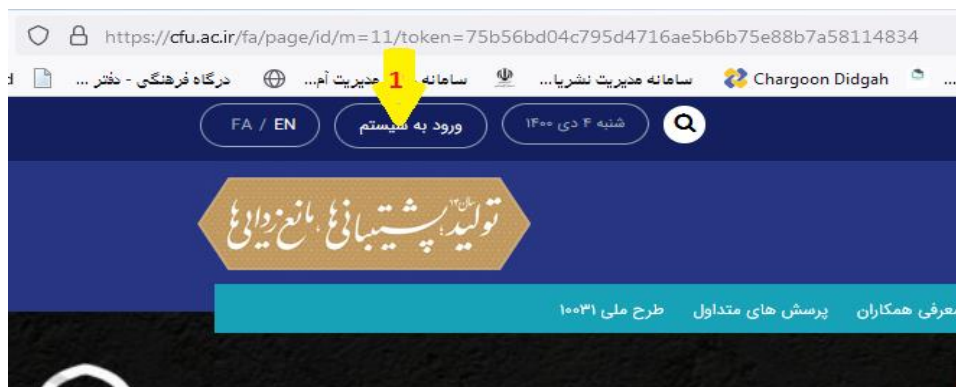 https://cfu.ac.ir/fa/page/id/m=11/token=75b56bd04c795d4716ae5b6b75e88b7a58114834
... Chargoon Didgah سامانه مدیریت نشریا... سامانه مدیریت آم... درگاه فرهنگی - دفتر ... d
1
شنبه ۴ دی ۱۴۰۰ ورود به سیستم FA / EN
تولید؛ پشتیبانی‌ها، مانع‌زدایی‌ها
معرفی همکاران پرسش های متداول طرح ملی ۱۰۰۳۱